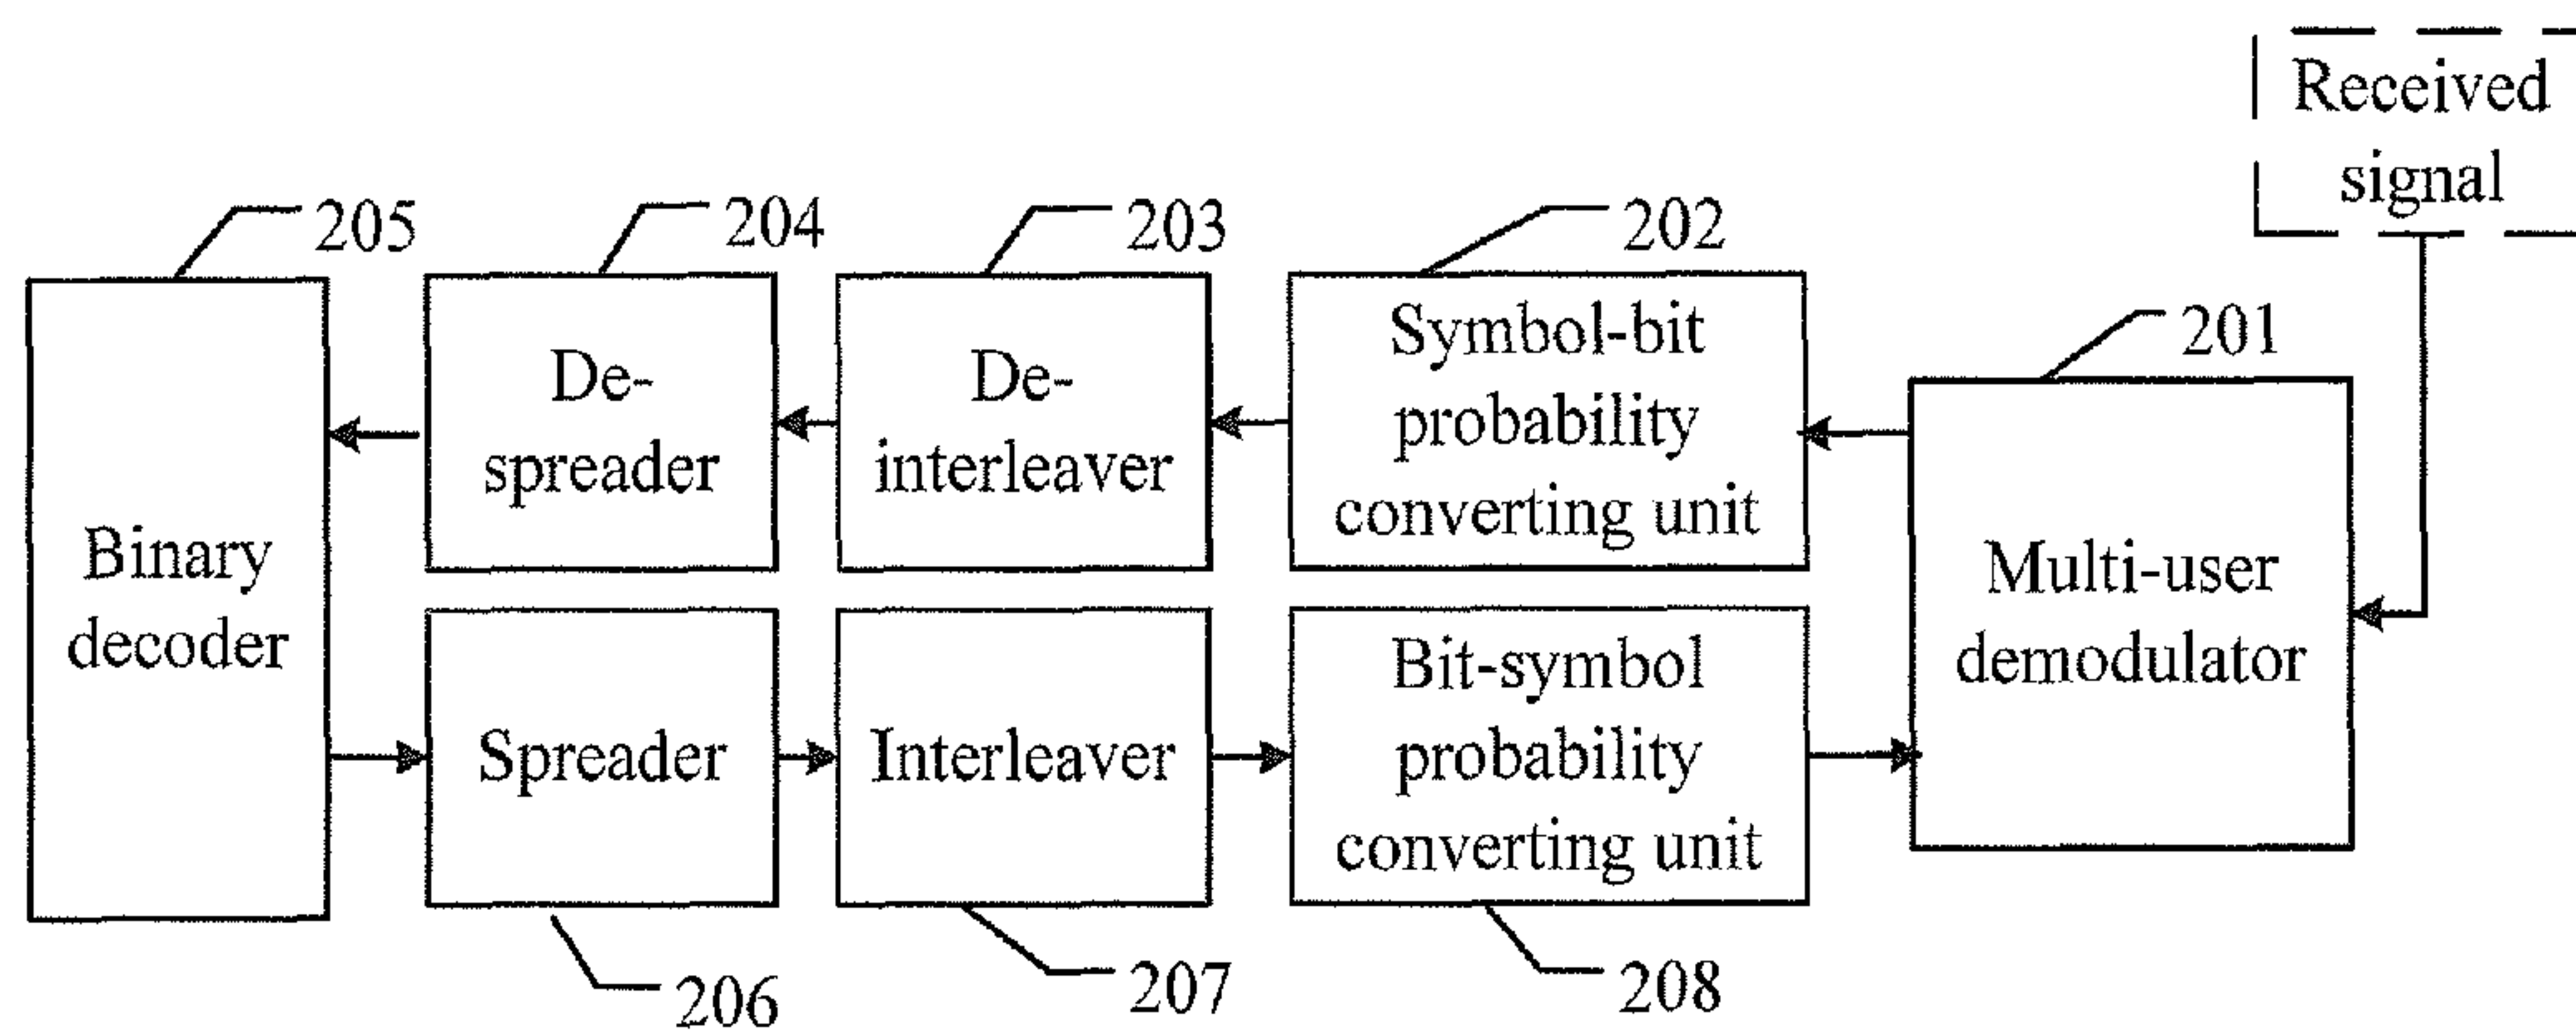 Received
signal
205
204
203
202
201
Binary
decoder
De-
spreader
De-
interleaver
Symbol-bit
probability
converting unit
Multi-user
demodulator
Spreader
Interleaver
Bit-symbol
probability
converting unit
206
207
208